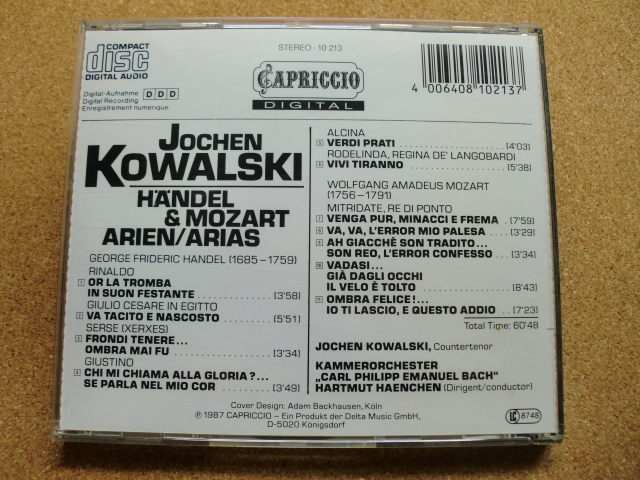 COMPACT
disc
DIGITAL AUDIO
STEREO · 10 213
CAPRICCIO
DIGITAL
4 006408 102137
Digital-Aufnahme
Digital Recording
Enregistrement numerique
D D D
JOCHEN
KOWALSKI
HÄNDEL
& MOZART
ARIEN/ARIAS
GEORGE FRIDERIC HANDEL (1685–1759)
RINALDO
1 OR LA TROMBA
IN SUON FESTANTE [3'58]
GIULIO CESARE IN EGITTO
2 VA TACITO E NASCOSTO [5'51]
SERSE (XERXES)
3 FRONDI TENERE...
OMBRA MAI FU [3'34]
GIUSTINO
4 CHI MI CHIAMA ALLA GLORIA?...
SE PARLA NEL MIO COR [3'49]
ALCINA
5 VERDI PRATI [4'03]
RODELINDA, REGINA DE' LANGOBARDI
6 VIVI TIRANNO [5'38]
WOLFGANG AMADEUS MOZART
(1756–1791)
MITRIDATE, RE DI PONTO
7 VENGA PUR, MINACCI E FREMA [7'59]
8 VA, VA, L'ERROR MIO PALESA [3'29]
9 AH GIACCHÈ SON TRADITO...
SON REO, L'ERROR CONFESSO [3'34]
10 VADASI...
GIÀ DAGLI OCCHI
IL VELO È TOLTO [8'43]
11 OMBRA FELICE!...
IO TI LASCIO, E QUESTO ADDIO [7'23]
Total Time: 60'48
JOCHEN KOWALSKI, Countertenor
KAMMERORCHESTER
„CARL PHILIPP EMANUEL BACH"
HARTMUT HAENCHEN (Dirigent/conductor)
Cover Design: Adam Backhausen, Köln
Ⓟ 1987 CAPRICCIO – Ein Produkt der Delta Music GmbH,
D-5020 Königsdorf
LC 8748